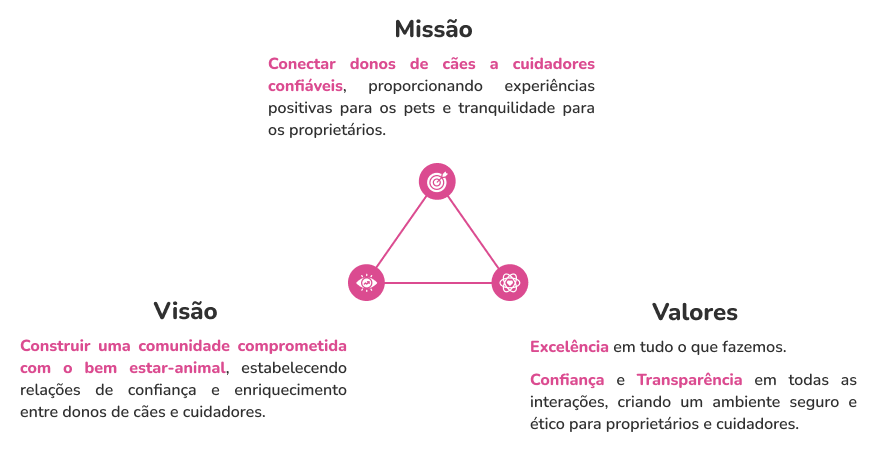 Missão
Conectar donos de cães a cuidadores
confiáveis, proporcionando experiências
positivas para os pets e tranquilidade para
os proprietários.
Visão
Construir uma comunidade comprometida
com o bem estar-animal, estabelecendo
relações de confiança e enriquecimento
entre donos de cães e cuidadores.
Valores
Excelência em tudo o que fazemos.
Confiança e Transparência em todas as
interações, criando um ambiente seguro e
ético para proprietários e cuidadores.